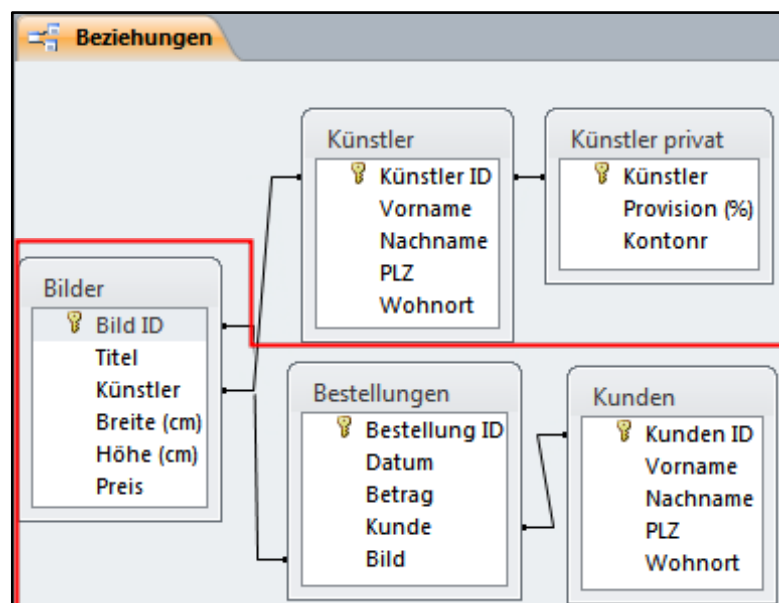 Beziehungen
Künstler
Künstler ID
Vorname
Nachname
PLZ
Wohnort
Künstler privat
Künstler
Provision (%)
Kontonr
Bilder
Bild ID
Titel
Künstler
Breite (cm)
Höhe (cm)
Preis
Bestellungen
Bestellung ID
Datum
Betrag
Kunde
Bild
Kunden
Kunden ID
Vorname
Nachname
PLZ
Wohnort